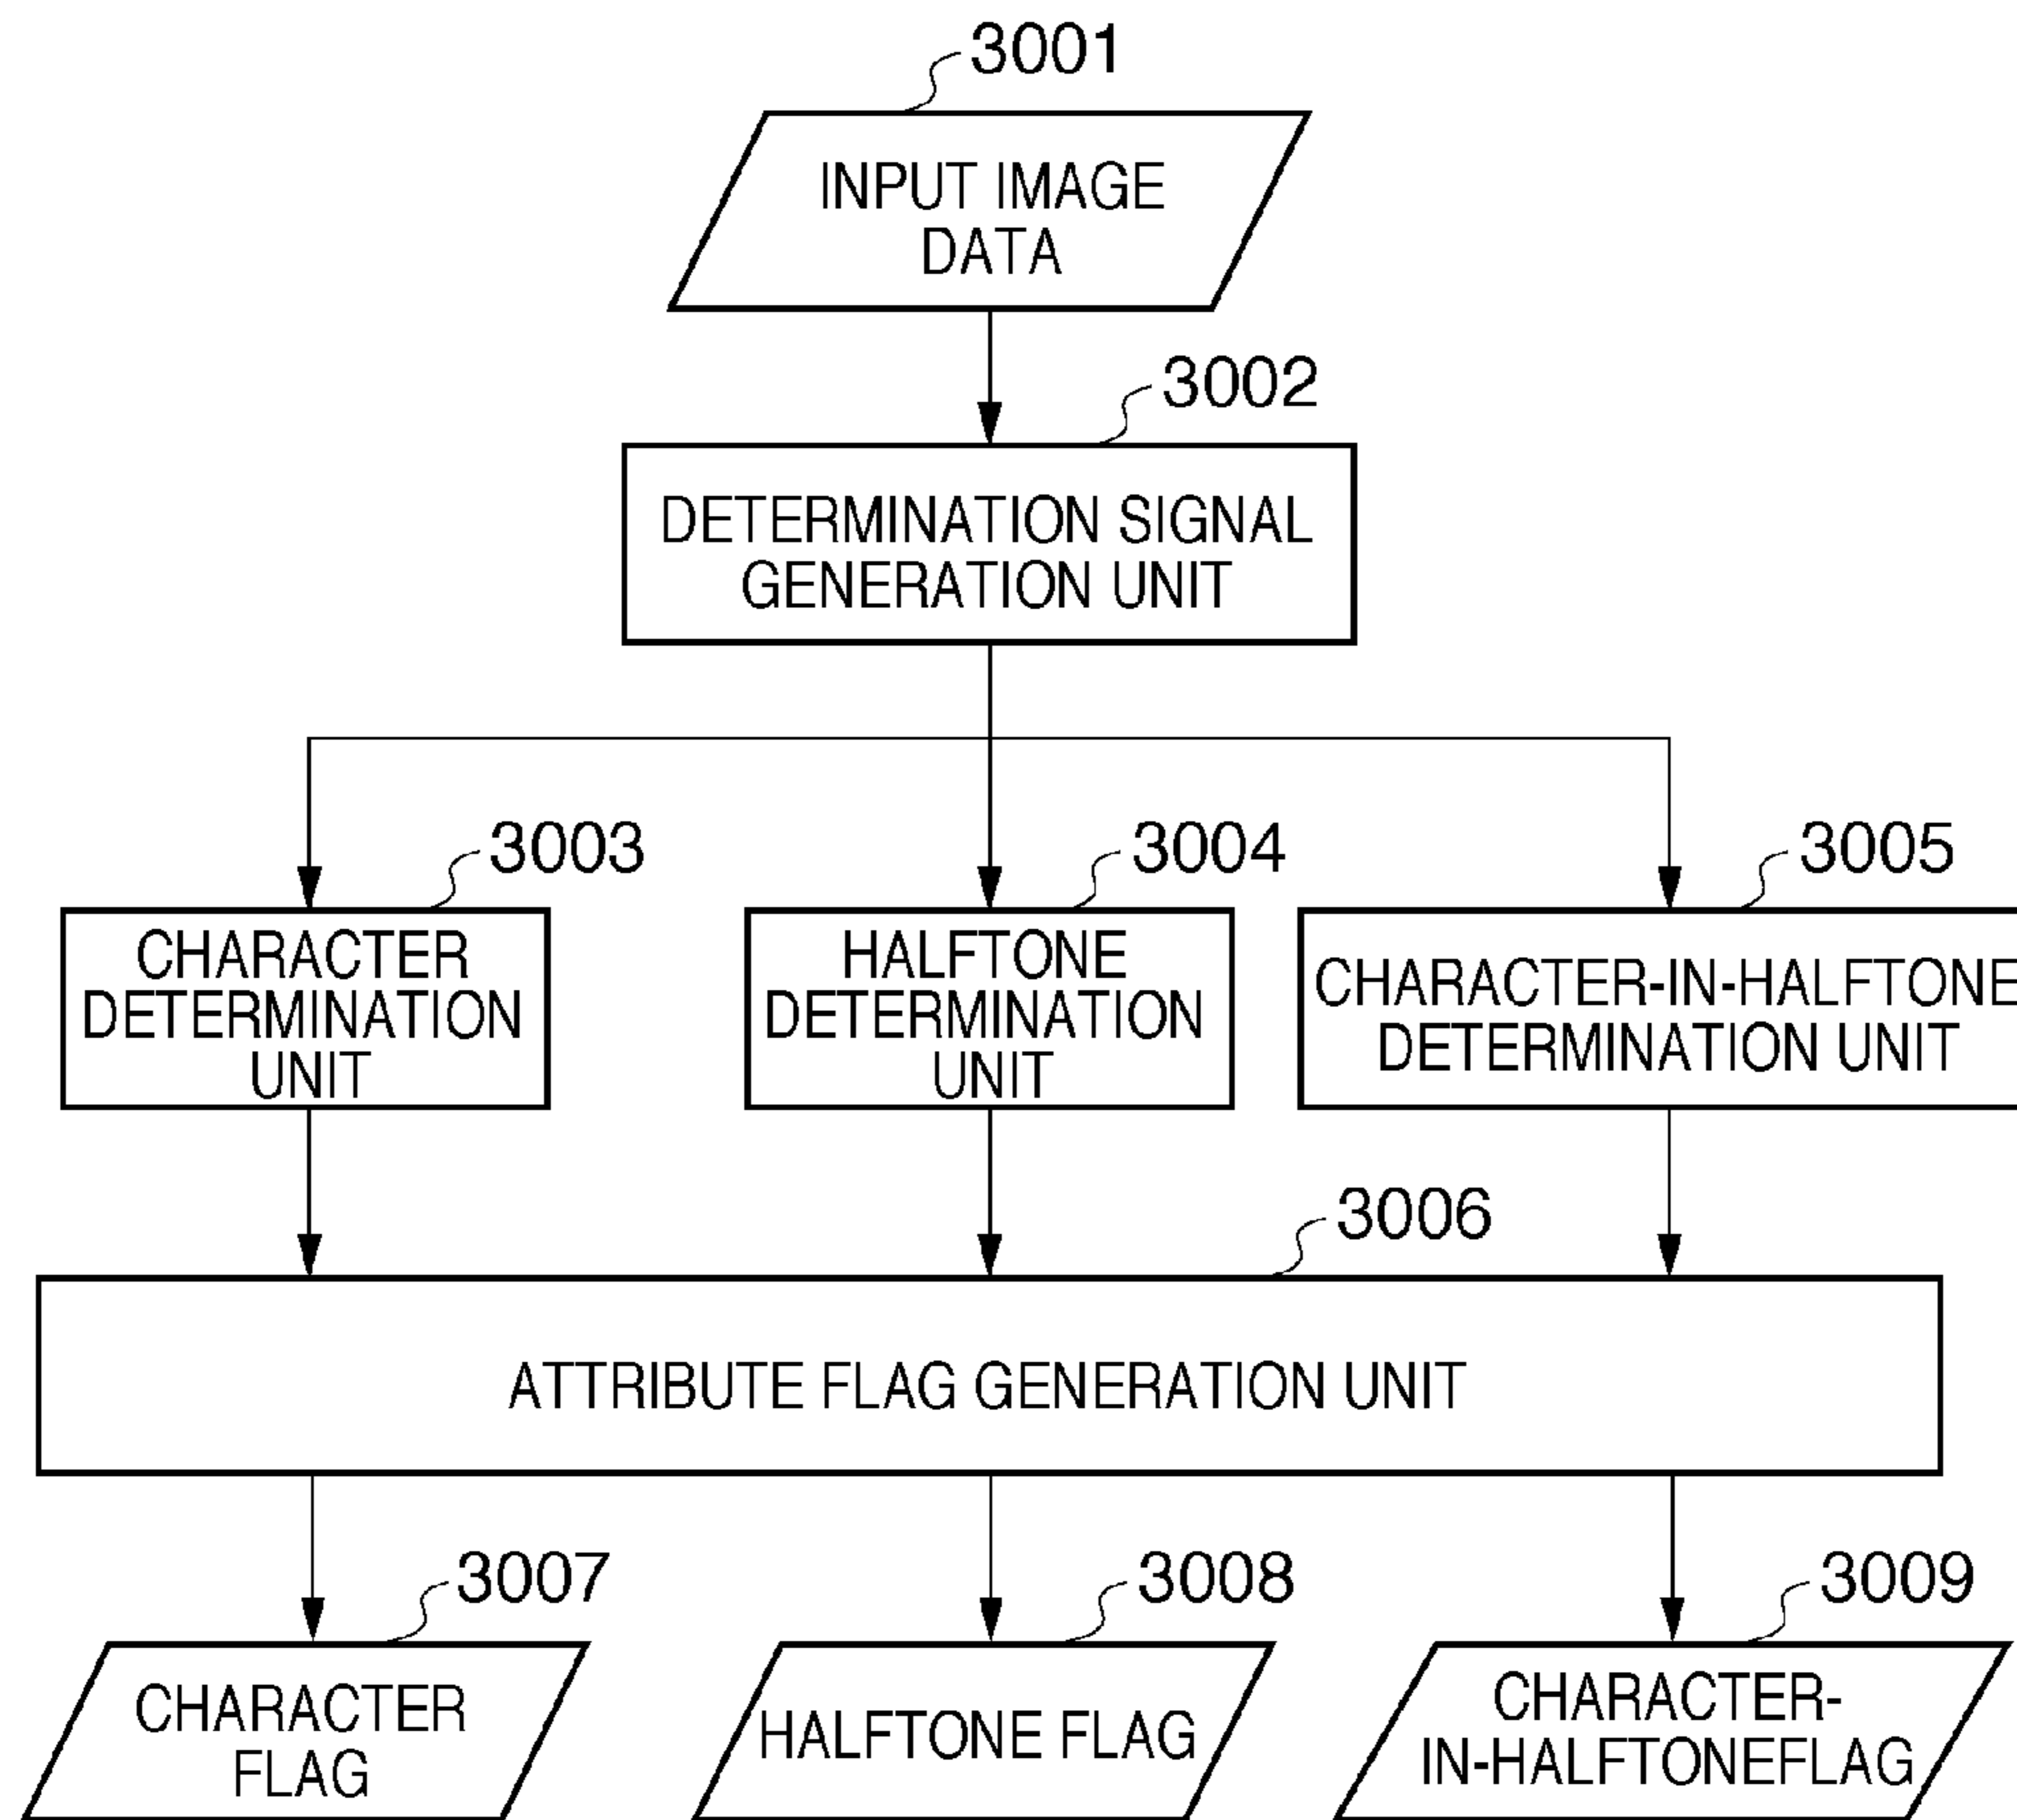 3001
INPUT IMAGE
DATA
3002
DETERMINATION SIGNAL
GENERATION UNIT
3003
CHARACTER
DETERMINATION
UNIT
3004
HALFTONE
DETERMINATION
UNIT
3005
CHARACTER-IN-HALFTONE
DETERMINATION UNIT
3006
ATTRIBUTE FLAG GENERATION UNIT
3007
CHARACTER
FLAG
3008
HALFTONE FLAG
3009
CHARACTER-
IN-HALFTONEFLAG